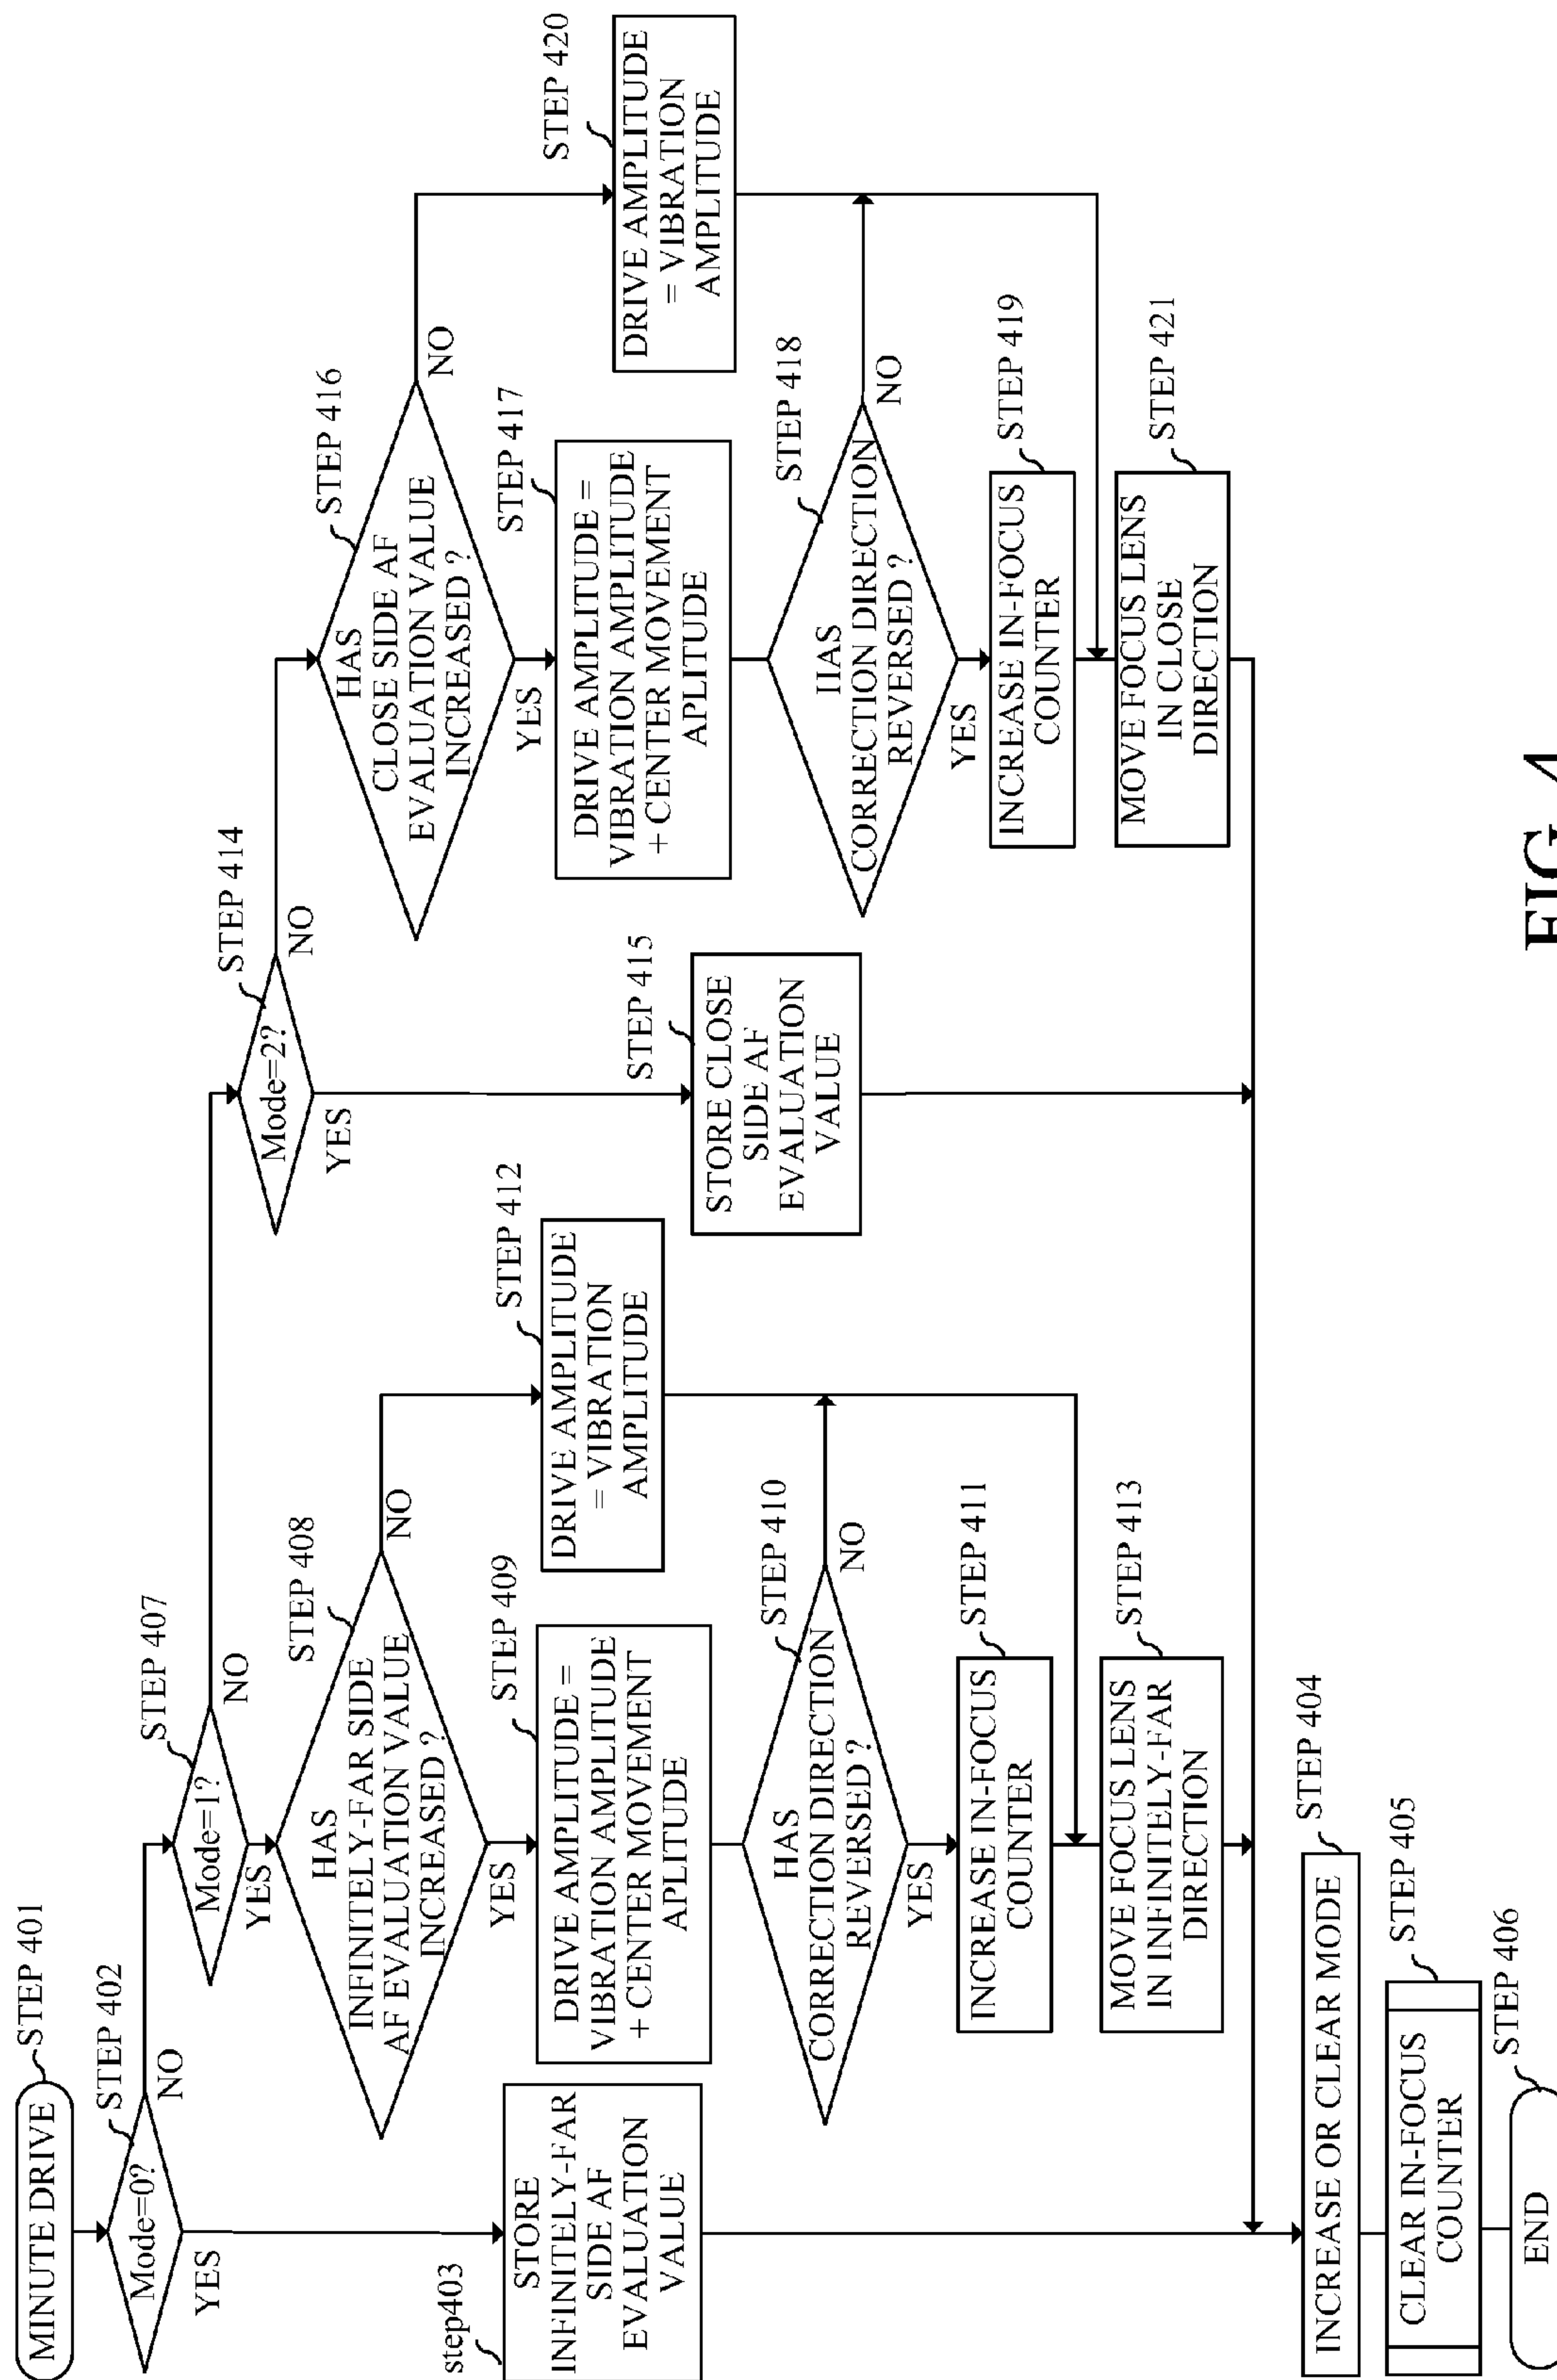 MINUTE DRIVE
STEP 401
Mode=0?
STEP 402
NO
YES
step403
STORE
INFINITELY-FAR
SIDE AF
EVALUATION
VALUE
Mode=1?
STEP 407
NO
YES
HAS
INFINITELY-FAR SIDE
AF EVALUATION VALUE
INCREASED ?
STEP 408
NO
YES
STEP 409
DRIVE AMPLITUDE =
VIBRATION AMPLITUDE
+ CENTER MOVEMENT
APLITUDE
STEP 412
DRIVE AMPLITUDE
= VIBRATION
AMPLITUDE
HAS
CORRECTION DIRECTION
REVERSED ?
STEP 410
NO
YES
INCREASE IN-FOCUS
COUNTER
STEP 411
MOVE FOCUS LENS
IN INFINITELY-FAR
DIRECTION
STEP 413
Mode=2?
STEP 414
NO
YES
STEP 415
STORE CLOSE
SIDE AF
EVALUATION
VALUE
HAS
CLOSE SIDE AF
EVALUATION VALUE
INCREASED ?
STEP 416
NO
YES
STEP 417
DRIVE AMPLITUDE =
VIBRATION AMPLITUDE
+ CENTER MOVEMENT
APLITUDE
STEP 420
DRIVE AMPLITUDE
= VIBRATION
AMPLITUDE
HAS
CORRECTION DIRECTION
REVERSED ?
STEP 418
NO
YES
INCREASE IN-FOCUS
COUNTER
STEP 419
MOVE FOCUS LENS
IN CLOSE
DIRECTION
STEP 421
INCREASE OR CLEAR MODE
STEP 404
CLEAR IN-FOCUS
COUNTER
STEP 405
END
STEP 406
FIG. 4